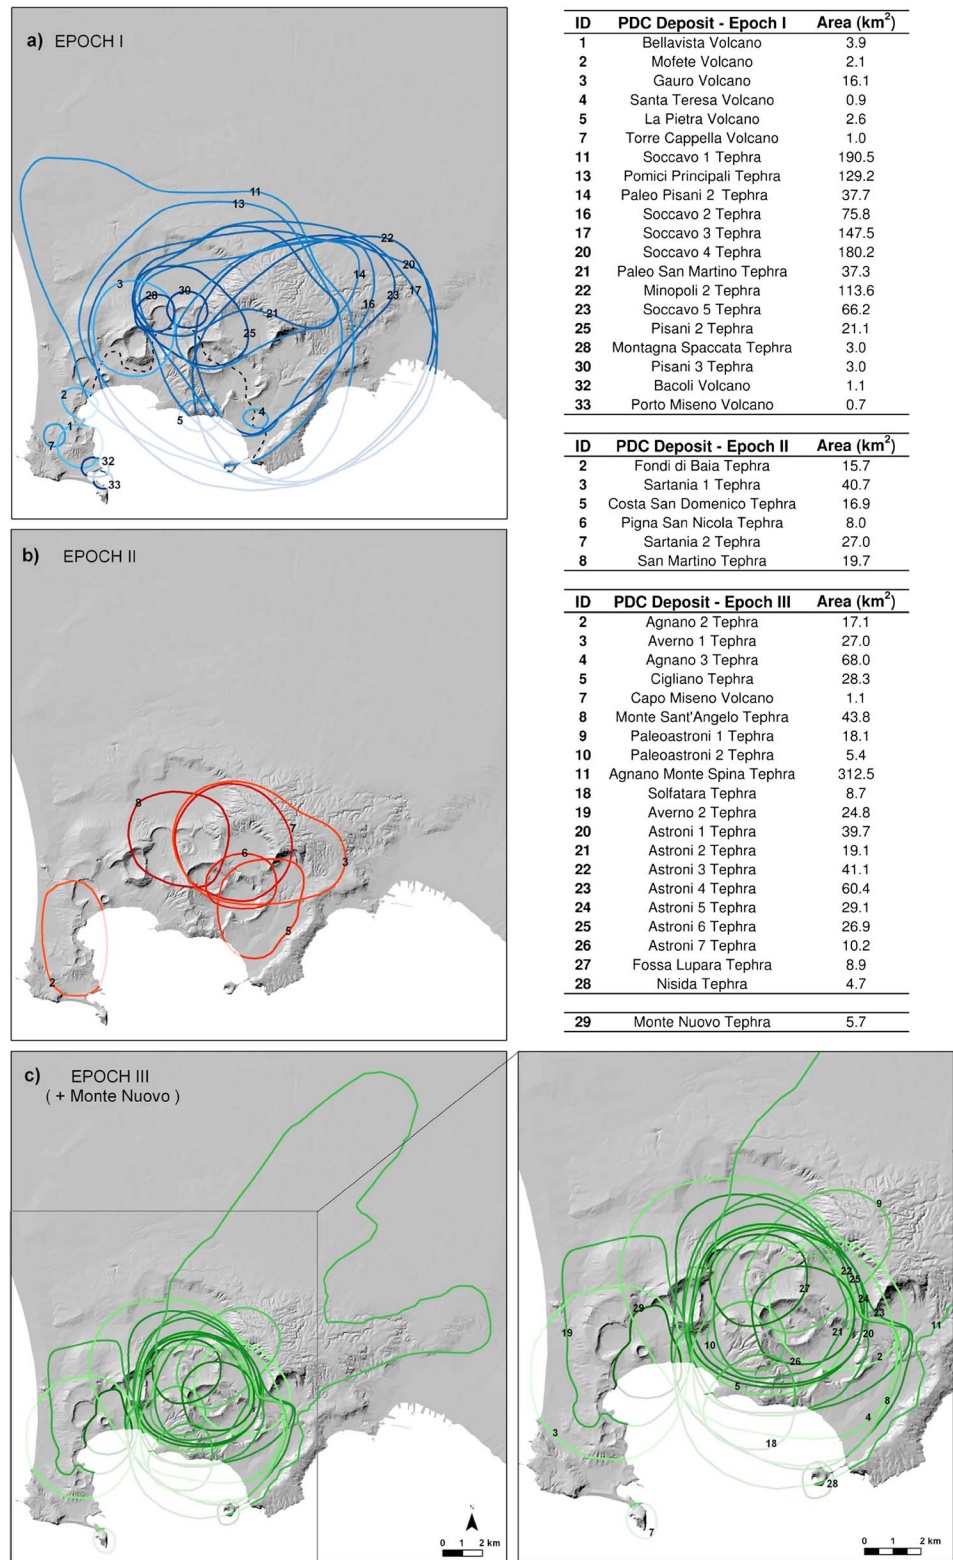 a) EPOCH I
11
13
22
20
3
14
17
28
30
23
16
21
25
2
4
5
1
7
32
33
ID PDC Deposit - Epoch I Area (km2)
1 Bellavista Volcano 3.9
2 Mofete Volcano 2.1
3 Gauro Volcano 16.1
4 Santa Teresa Volcano 0.9
5 La Pietra Volcano 2.6
7 Torre Cappella Volcano 1.0
11 Soccavo 1 Tephra 190.5
13 Pomici Principali Tephra 129.2
14 Paleo Pisani 2 Tephra 37.7
16 Soccavo 2 Tephra 75.8
17 Soccavo 3 Tephra 147.5
20 Soccavo 4 Tephra 180.2
21 Paleo San Martino Tephra 37.3
22 Minopoli 2 Tephra 113.6
23 Soccavo 5 Tephra 66.2
25 Pisani 2 Tephra 21.1
28 Montagna Spaccata Tephra 3.0
30 Pisani 3 Tephra 3.0
32 Bacoli Volcano 1.1
33 Porto Miseno Volcano 0.7
ID PDC Deposit - Epoch II Area (km2)
2 Fondi di Baia Tephra 15.7
3 Sartania 1 Tephra 40.7
5 Costa San Domenico Tephra 16.9
6 Pigna San Nicola Tephra 8.0
7 Sartania 2 Tephra 27.0
8 San Martino Tephra 19.7
b) EPOCH II
8
7
6
3
5
2
ID PDC Deposit - Epoch III Area (km2)
2 Agnano 2 Tephra 17.1
3 Averno 1 Tephra 27.0
4 Agnano 3 Tephra 68.0
5 Cigliano Tephra 28.3
7 Capo Miseno Volcano 1.1
8 Monte Sant'Angelo Tephra 43.8
9 Paleoastroni 1 Tephra 18.1
10 Paleoastroni 2 Tephra 5.4
11 Agnano Monte Spina Tephra 312.5
18 Solfatara Tephra 8.7
19 Averno 2 Tephra 24.8
20 Astroni 1 Tephra 39.7
21 Astroni 2 Tephra 19.1
22 Astroni 3 Tephra 41.1
23 Astroni 4 Tephra 60.4
24 Astroni 5 Tephra 29.1
25 Astroni 6 Tephra 26.9
26 Astroni 7 Tephra 10.2
27 Fossa Lupara Tephra 8.9
28 Nisida Tephra 4.7
29 Monte Nuovo Tephra 5.7
c) EPOCH III
( + Monte Nuovo )
N
0 1 2 km
9
22
25
27
24
29
23
11
19
21
20
10
2
26
5
8
4
3
18
28
7
0 1 2 km